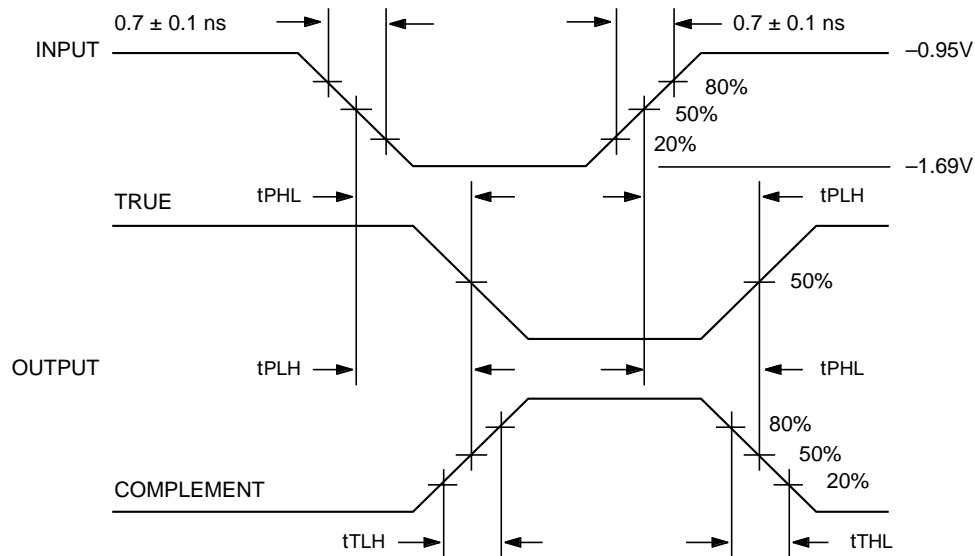 0.7 ± 0.1 ns
0.7 ± 0.1 ns
INPUT
–0.95V
80%
50%
20%
–1.69V
TRUE
tPHL
tPLH
50%
OUTPUT
tPLH
tPHL
80%
50%
20%
COMPLEMENT
tTLH
tTHL